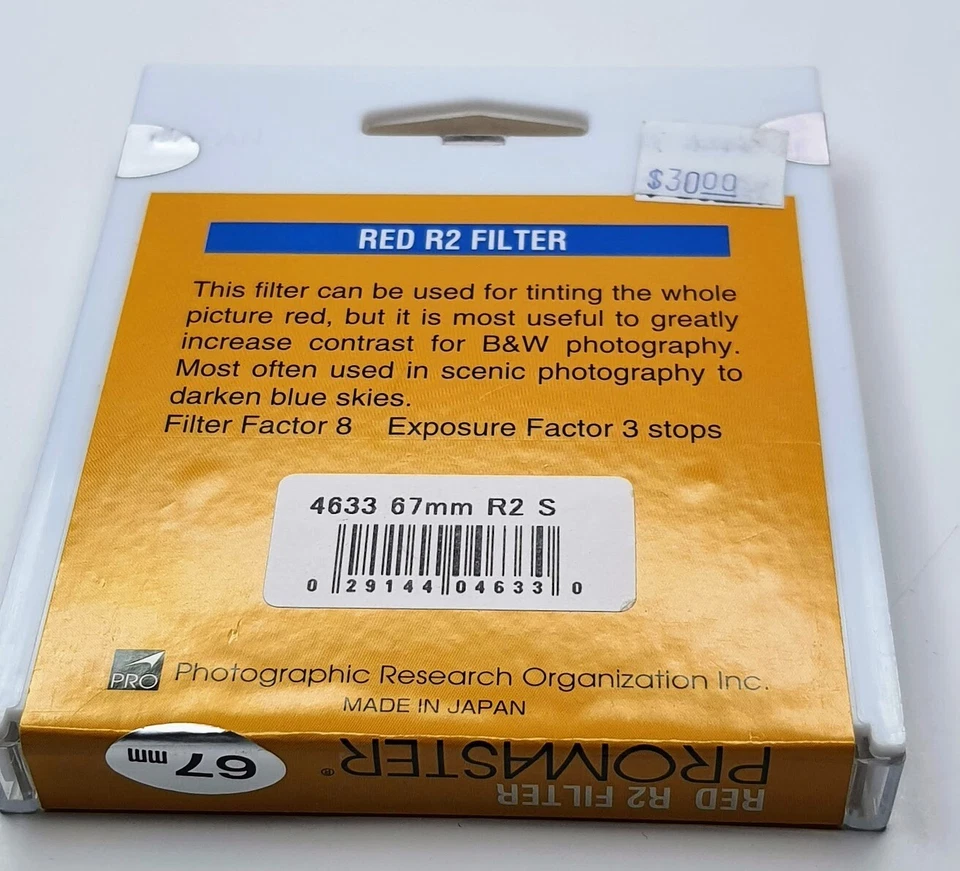 $30.00
RED R2 FILTER
This filter can be used for tinting the whole
picture red, but it is most useful to greatly
increase contrast for B&W photography.
Most often used in scenic photography to
darken blue skies.
Filter Factor 8 Exposure Factor 3 stops
4633 67mm R2 S
0 29144 04633 0
PRO Photographic Research Organization Inc.
MADE IN JAPAN
PROMASTER® 67mm
RED R2 FILTER